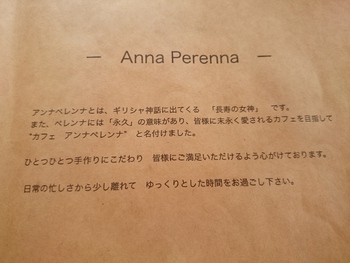 — Anna Perenna —
アンナペレンナとは、ギリシャ神話に出てくる 「長寿の女神」 です。
また、ペレンナには「永久」の意味があり、皆様に末永く愛されるカフェを目指して
“カフェ アンナペレンナ” と名付けました。
ひとつひとつ手作りにこだわり 皆様にご満足いただけるよう心がけております。
日常の忙しさから少し離れて ゆっくりとした時間をお過ごし下さい。